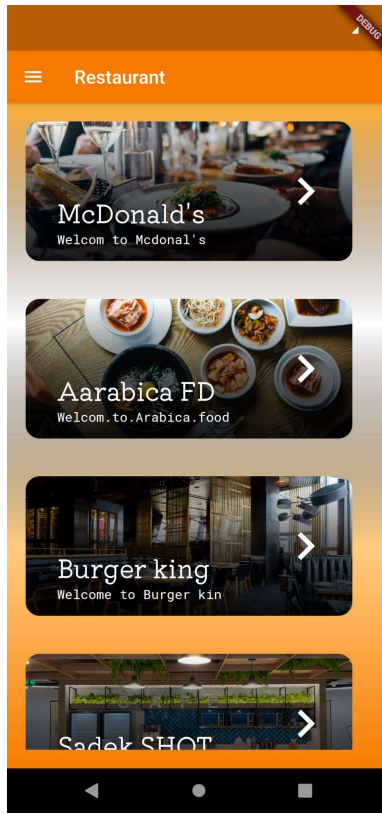 DEBUG
Restaurant
McDonald's
Welcom to Mcdonal's
Aarabica FD
Welcom.to.Arabica.food
Burger king
Welcome to Burger kin
Sadek SHOT